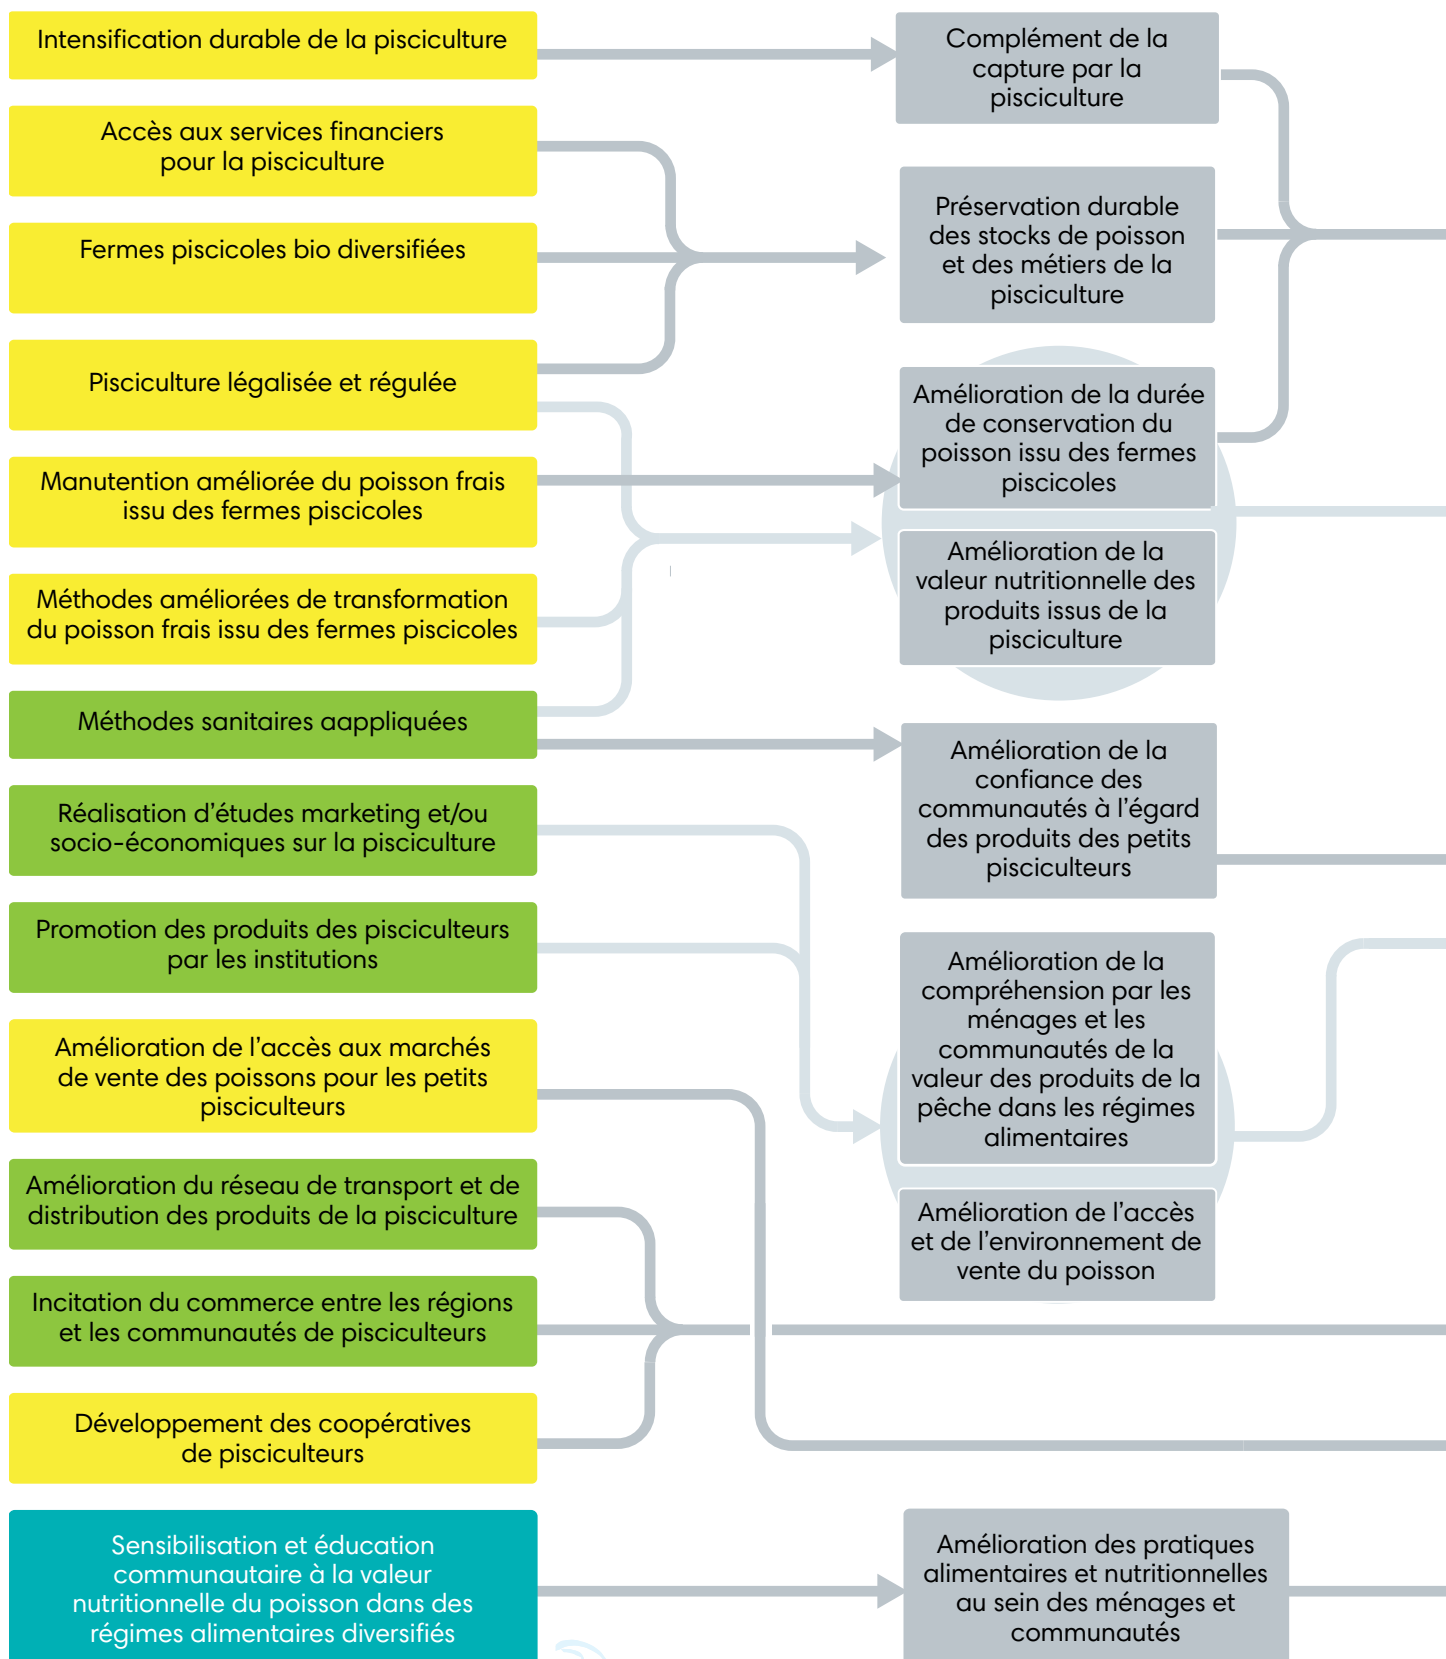 Intensification durable de la pisciculture
Accès aux services financiers
pour la pisciculture
Fermes piscicoles bio diversifiées
Pisciculture légalisée et régulée
Manutention améliorée du poisson frais
issu des fermes piscicoles
Méthodes améliorées de transformation
du poisson frais issu des fermes piscicoles
Méthodes sanitaires aappliquées
Réalisation d'études marketing et/ou
socio-économiques sur la pisciculture
Promotion des produits des pisciculteurs
par les institutions
Amélioration de l'accès aux marchés
de vente des poissons pour les petits
pisciculteurs
Amélioration du réseau de transport et de
distribution des produits de la pisciculture
Incitation du commerce entre les régions
et les communautés de pisciculteurs
Développement des coopératives
de pisciculteurs
Sensibilisation et éducation
communautaire à la valeur
nutritionnelle du poisson dans des
régimes alimentaires diversifiés
Complément de la
capture par la
pisciculture
Préservation durable
des stocks de poisson
et des métiers de la
pisciculture
Amélioration de la durée
de conservation du
poisson issu des fermes
piscicoles
Amélioration de la
valeur nutritionnelle des
produits issus de la
pisciculture
Amélioration de la
confiance des
communautés à l'égard
des produits des petits
pisciculteurs
Amélioration de la
compréhension par les
ménages et les
communautés de la
valeur des produits de la
pêche dans les régimes
alimentaires
Amélioration de l'accès
et de l'environnement de
vente du poisson
Amélioration des pratiques
alimentaires et nutritionnelles
au sein des ménages et
communautés